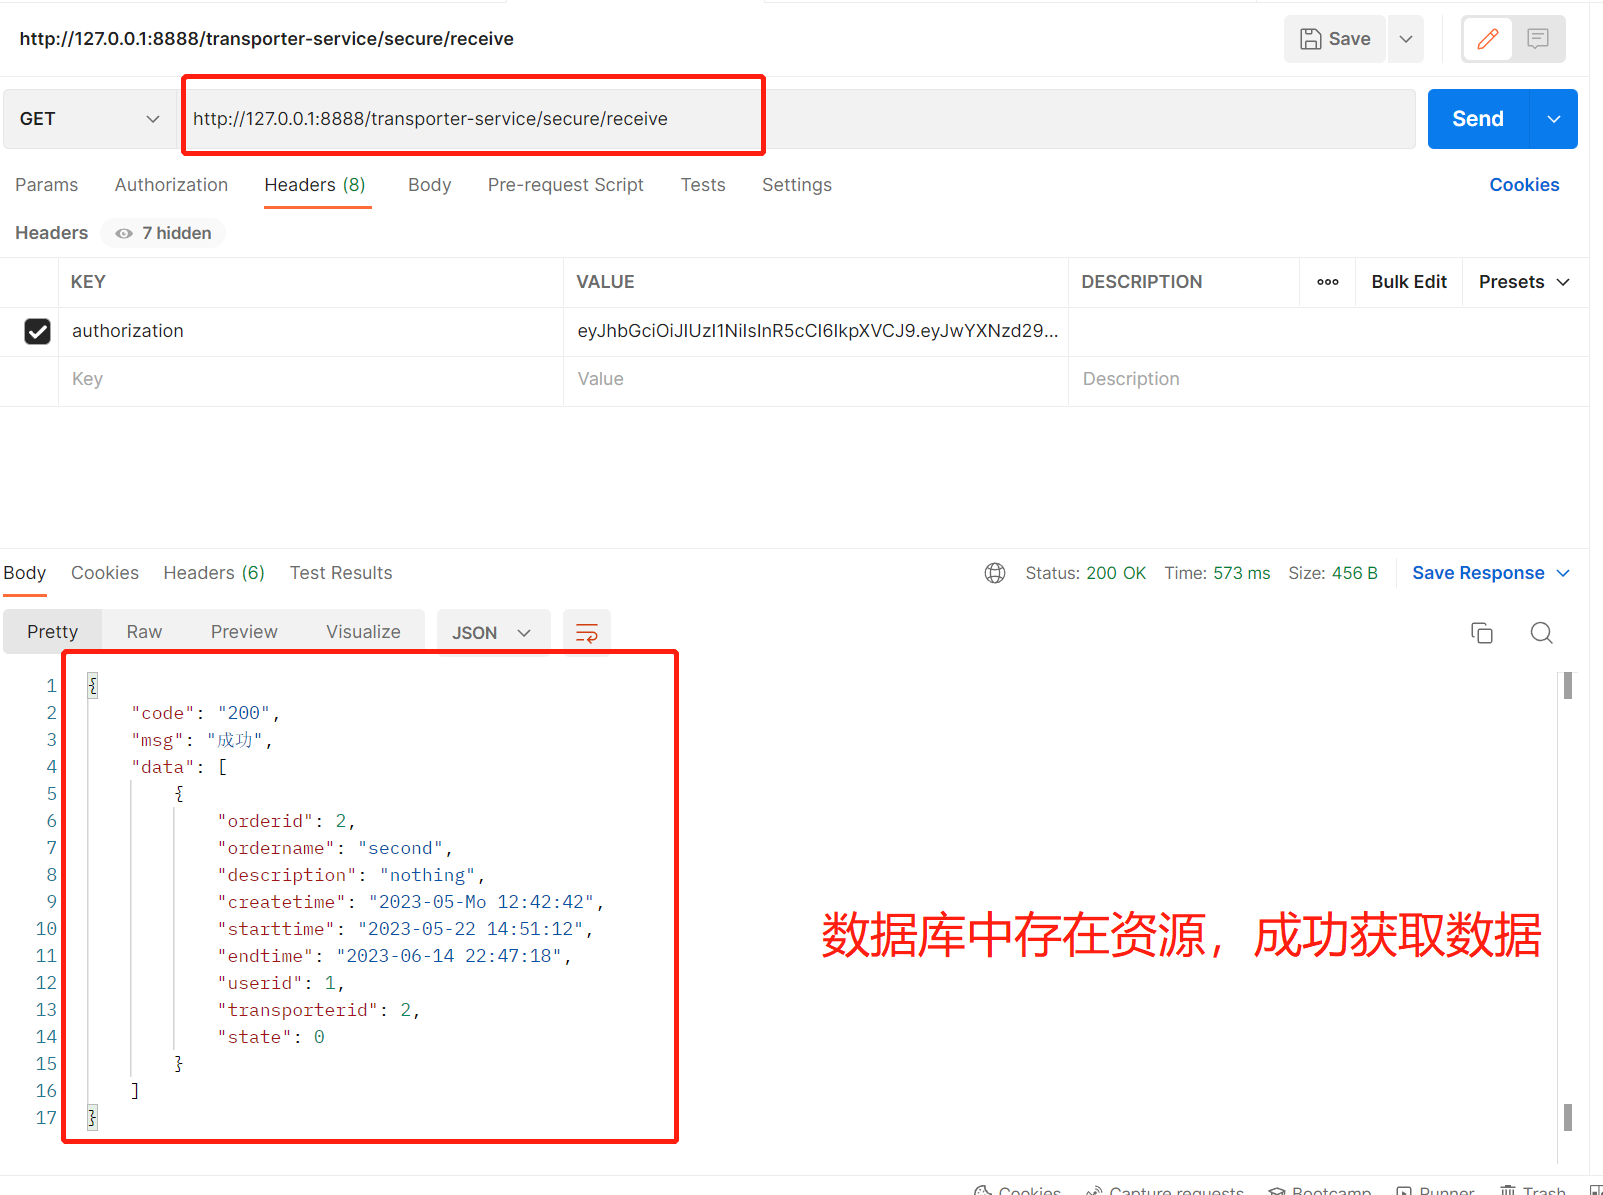 http://127.0.0.1:8888/transporter-service/secure/receive
Save
GET
http://127.0.0.1:8888/transporter-service/secure/receive
Send
Params Authorization Headers (8) Body Pre-request Script Tests Settings Cookies
Headers 7 hidden
KEY VALUE DESCRIPTION ooo Bulk Edit Presets
authorization eyJhbGciOiJIUzI1NiIsInR5cCI6IkpXVCJ9.eyJwYXNzd29...
Key Value Description
Body Cookies Headers (6) Test Results Status: 200 OK Time: 573 ms Size: 456 B Save Response
Pretty Raw Preview Visualize JSON
1 {
2 "code": "200",
3 "msg": "成功",
4 "data": [
5 {
6 "orderid": 2,
7 "ordername": "second",
8 "description": "nothing",
9 "createtime": "2023-05-Mo 12:42:42",
10 "starttime": "2023-05-22 14:51:12",
11 "endtime": "2023-06-14 22:47:18",
12 "userid": 1,
13 "transporterid": 2,
14 "state": 0
15 }
16 ]
17 }
数据库中存在资源，成功获取数据
Cookies Capture requests Bootcamp Runner Trash